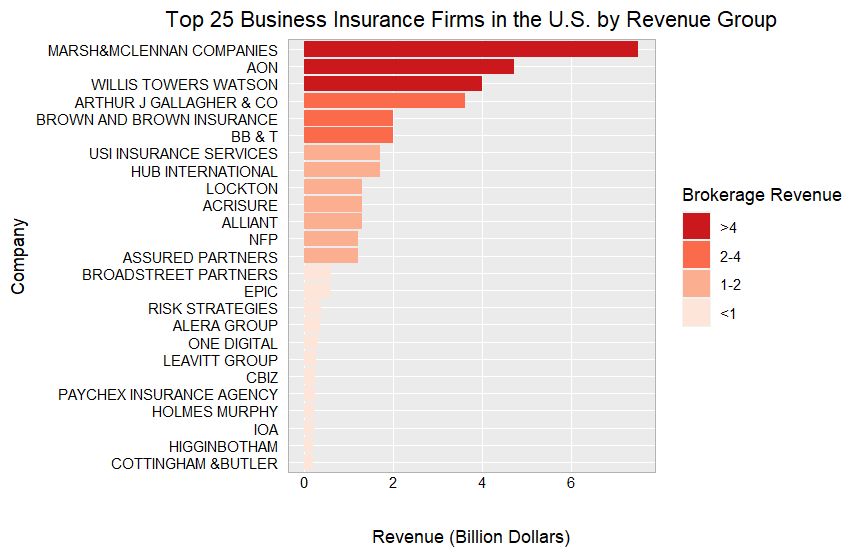 Top 25 Business Insurance Firms in the U.S. by Revenue Group
Company
MARSH&MCLENNAN COMPANIES
AON
WILLIS TOWERS WATSON
ARTHUR J GALLAGHER & CO
BROWN AND BROWN INSURANCE
BB & T
USI INSURANCE SERVICES
HUB INTERNATIONAL
LOCKTON
ACRISURE
ALLIANT
NFP
ASSURED PARTNERS
BROADSTREET PARTNERS
EPIC
RISK STRATEGIES
ALERA GROUP
ONE DIGITAL
LEAVITT GROUP
CBIZ
PAYCHEX INSURANCE AGENCY
HOLMES MURPHY
IOA
HIGGINBOTHAM
COTTINGHAM &BUTLER
0 2 4 6
Revenue (Billion Dollars)
Brokerage Revenue
>4
2-4
1-2
<1